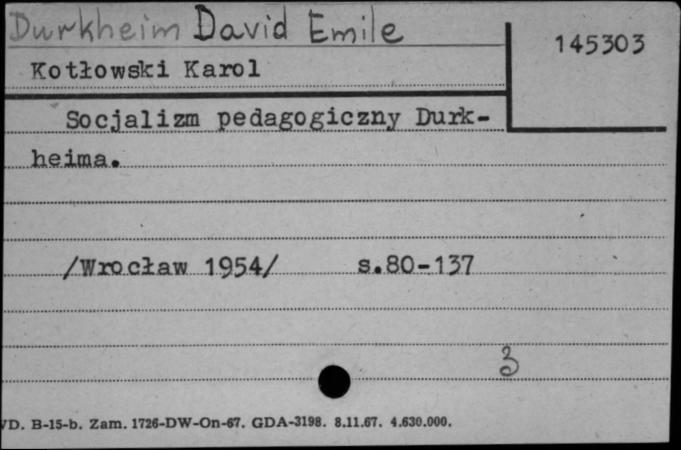 Durkheim David Emile
145303
Kotłowski Karol
Socjalizm pedagogiczny Durk-
heima.
/Wrocław 1954/ s.80-137
3
VD. B-15-b. Zam. 1726-DW-On-67. GDA-3198. 8.11.67. 4.630.000.